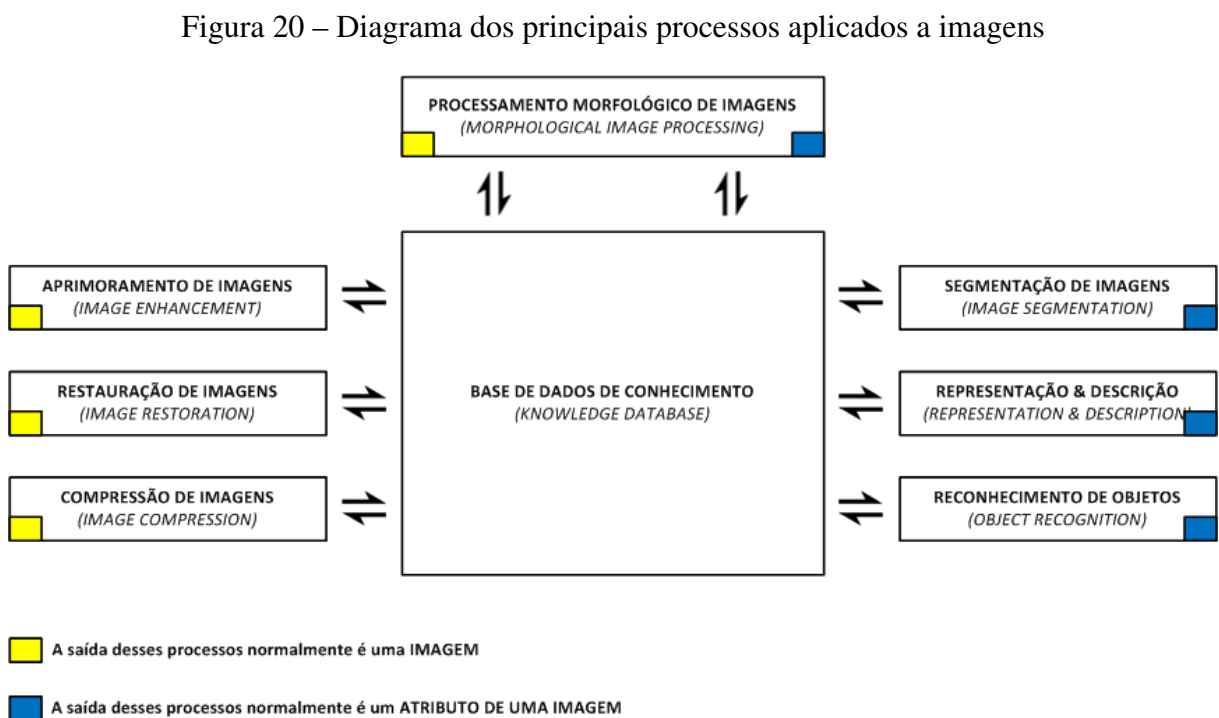 Figura 20 – Diagrama dos principais processos aplicados a imagens
PROCESSAMENTO MORFOLÓGICO DE IMAGENS
(MORPHOLOGICAL IMAGE PROCESSING)
APRIMORAMENTO DE IMAGENS
(IMAGE ENHANCEMENT)
RESTAURAÇÃO DE IMAGENS
(IMAGE RESTORATION)
COMPRESSÃO DE IMAGENS
(IMAGE COMPRESSION)
BASE DE DADOS DE CONHECIMENTO
(KNOWLEDGE DATABASE)
SEGMENTAÇÃO DE IMAGENS
(IMAGE SEGMENTATION)
REPRESENTAÇÃO & DESCRIÇÃO
(REPRESENTATION & DESCRIPTION)
RECONHECIMENTO DE OBJETOS
(OBJECT RECOGNITION)
A saída desses processos normalmente é uma IMAGEM
A saída desses processos normalmente é um ATRIBUTO DE UMA IMAGEM